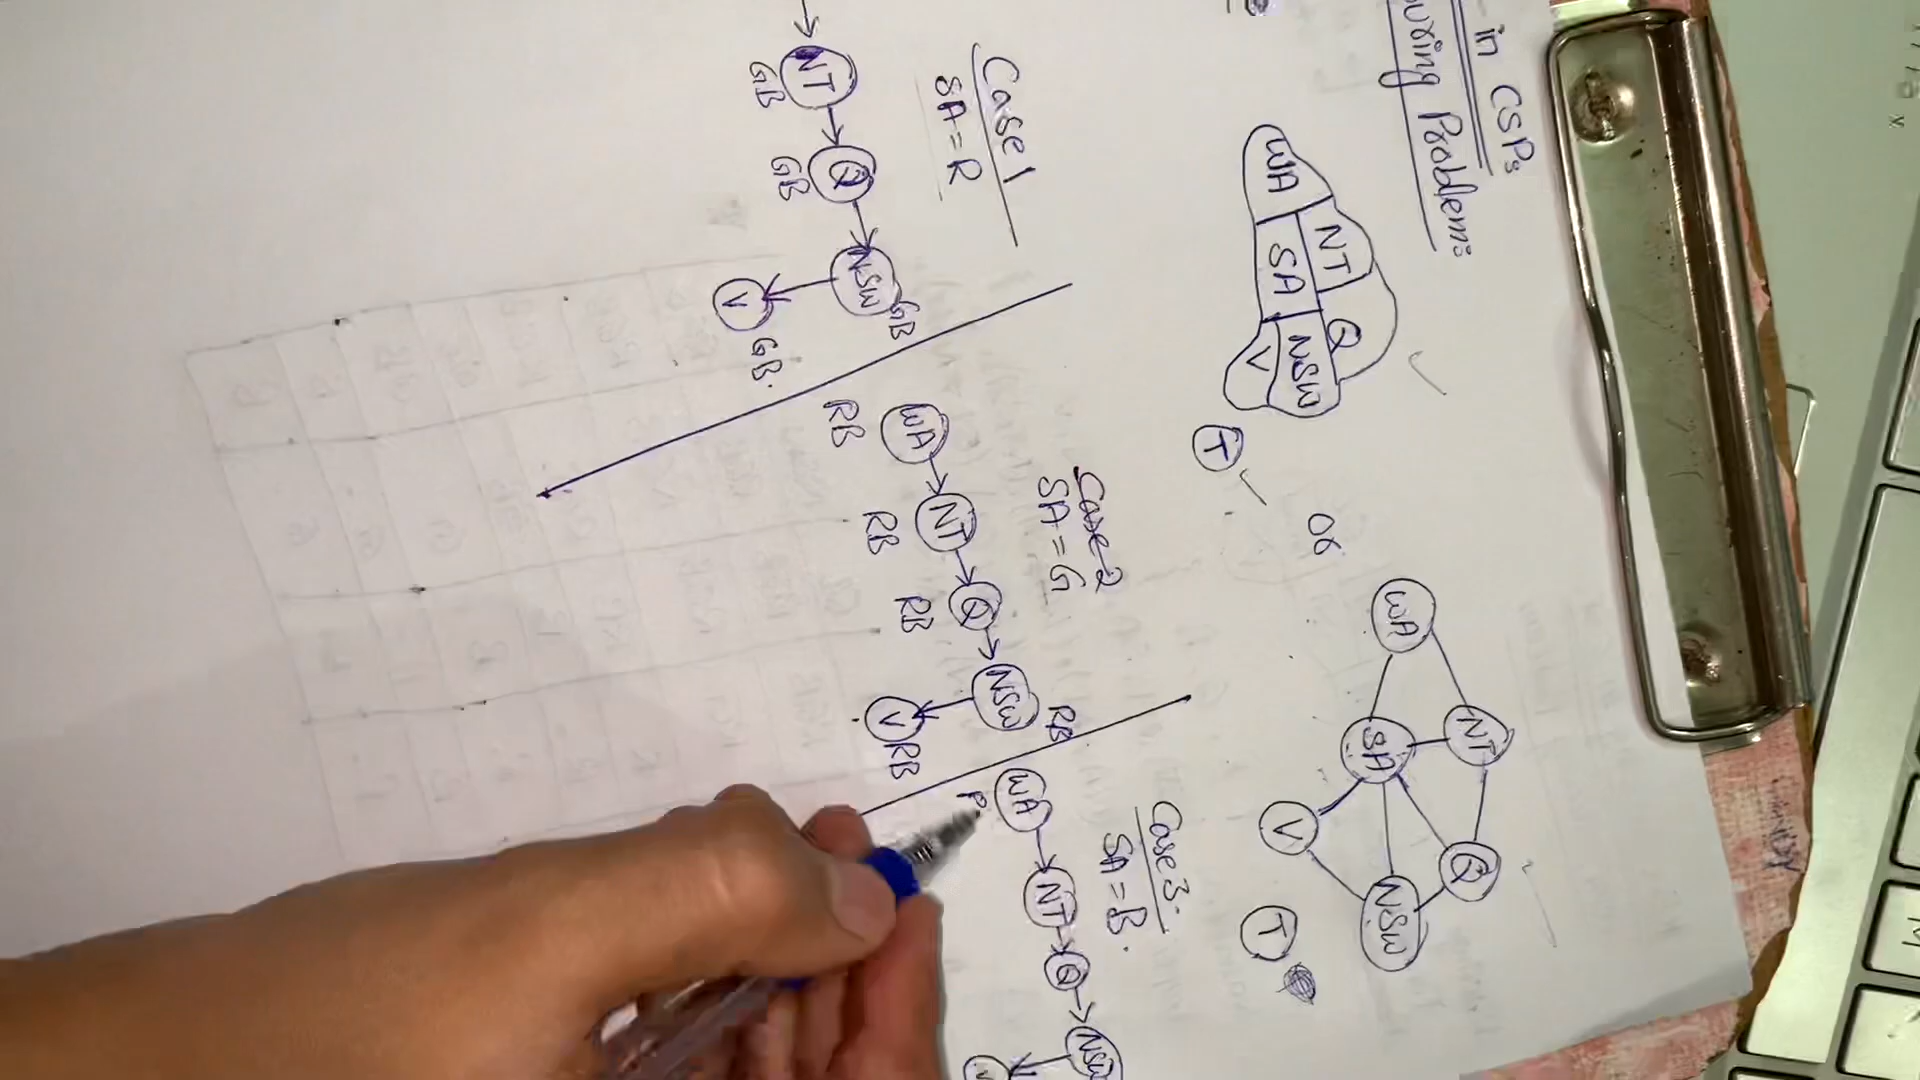 in CSPs
Problem:
WA
NT
SA
Q
NSW
V
T
or
WA
SA
NT
V
Q
NSW
T
Case 1
SA = R
NT
GB
Q
GB
NSW
GB
V
GB.
Case 2
SA = G
WA
RB
NT
RB
Q
RB
NSW
RB
V
RB
Case 3.
SA = B.
WA
NT
Q
NSW